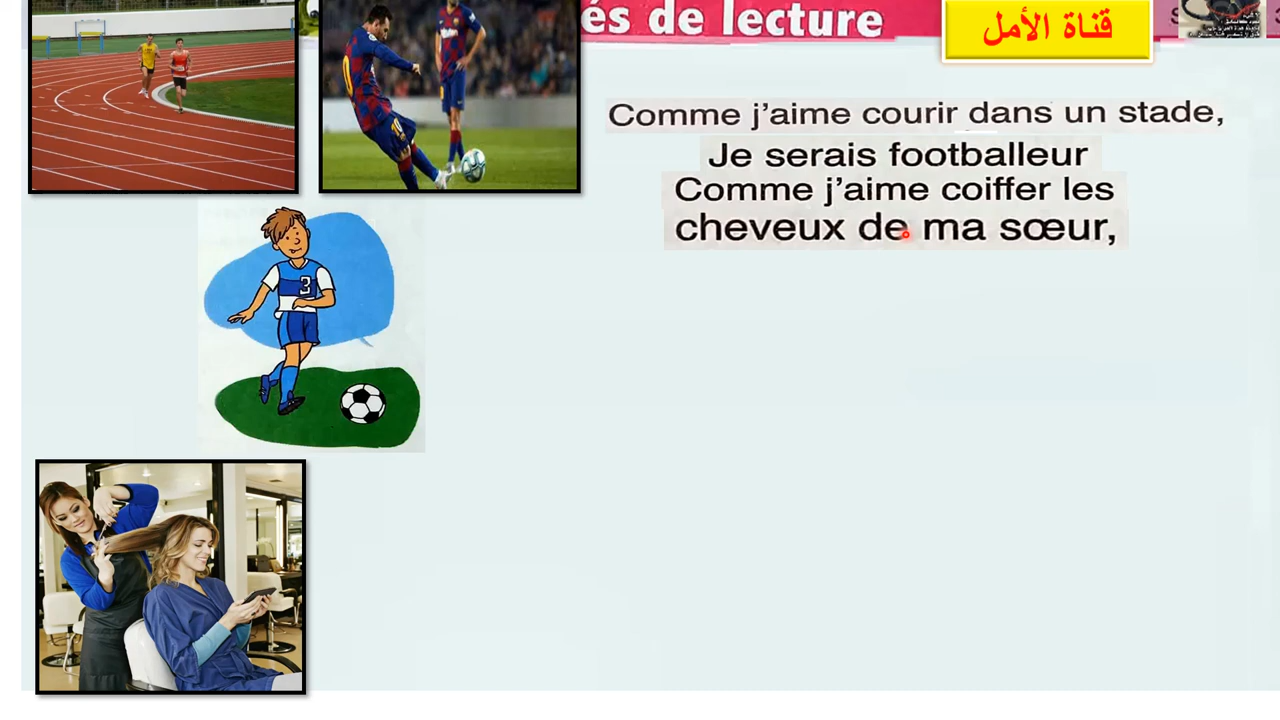 és de lecture
قناة الأمل
Comme j'aime courir dans un stade,
Je serais footballeur
Comme j'aime coiffer les
cheveux de ma sœur,
3